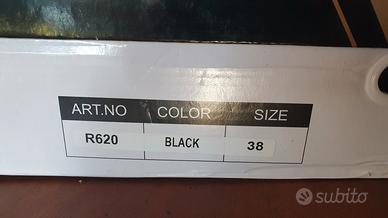 ART.NO COLOR SIZE
R620 BLACK 38
subito